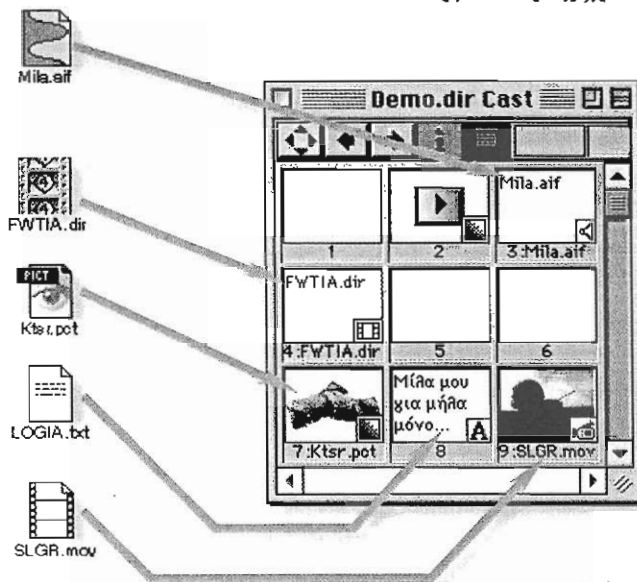 Mila.aif
FWTIA.dir
PICT
Ktsr.pct
LOGIA.txt
SLGR.mov
Demo.dir Cast
Mila.aif
1
2
3:Mila.aif
FWTIA.dir
4:FWTIA.dir
5
6
Μίλα μου
για μήλα
μόνο...
A
7:Ktsr.pct
8
9:SLGR.mov